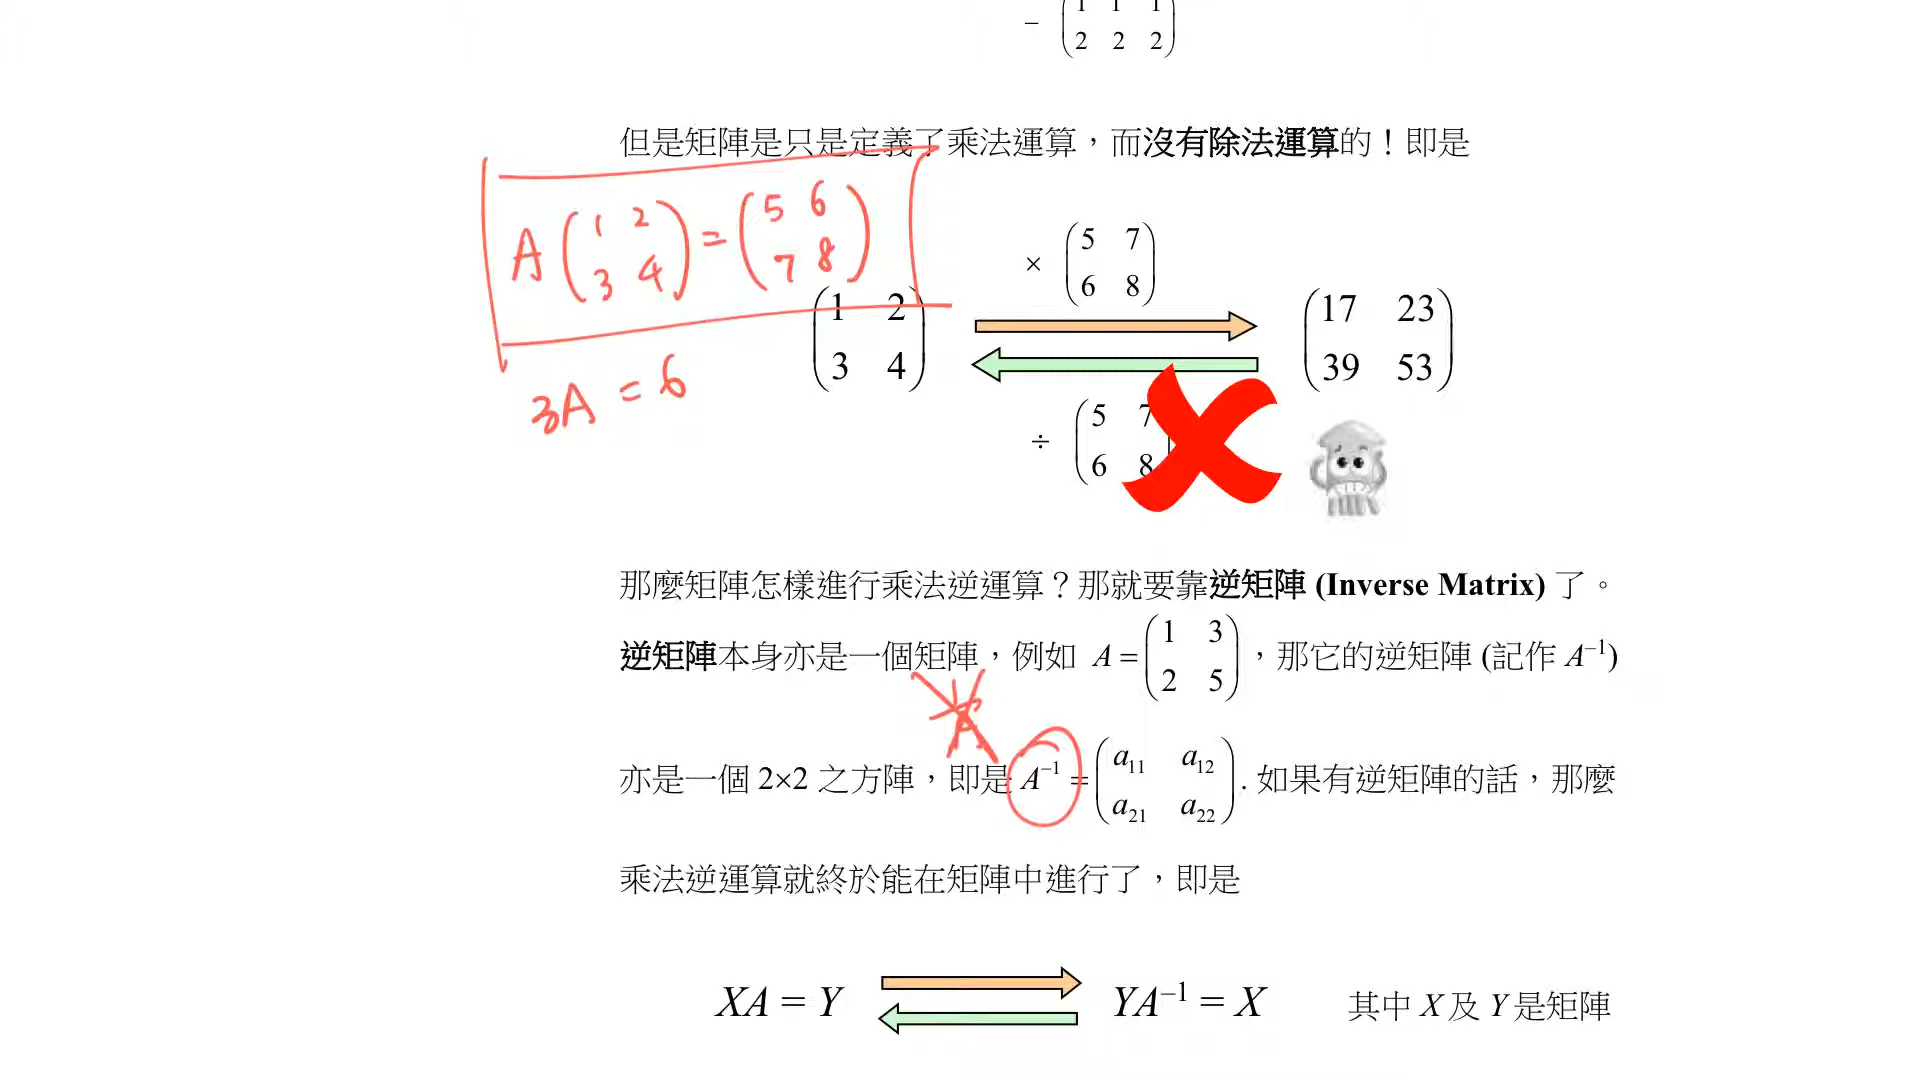 − ( 1 1 1
2 2 2 )
但是矩陣是只是定義了乘法運算，而沒有除法運算的！即是
A ( 1 2
3 4 ) = ( 5 6
7 8 )
3A = 6
× ( 5 7
6 8 )
( 1 2
3 4 )
( 17 23
39 53 )
÷ ( 5 7
6 8
那麼矩陣怎樣進行乘法逆運算？那就要靠逆矩陣 (Inverse Matrix) 了。
逆矩陣本身亦是一個矩陣，例如 A = ( 1 3
2 5 )，那它的逆矩陣 (記作 A⁻¹)
亦是一個 2×2 之方陣，即是 A⁻¹ = ( a₁₁ a₁₂
a₂₁ a₂₂ ). 如果有逆矩陣的話，那麼
乘法逆運算就終於能在矩陣中進行了，即是
XA = Y YA⁻¹ = X 其中 X 及 Y 是矩陣